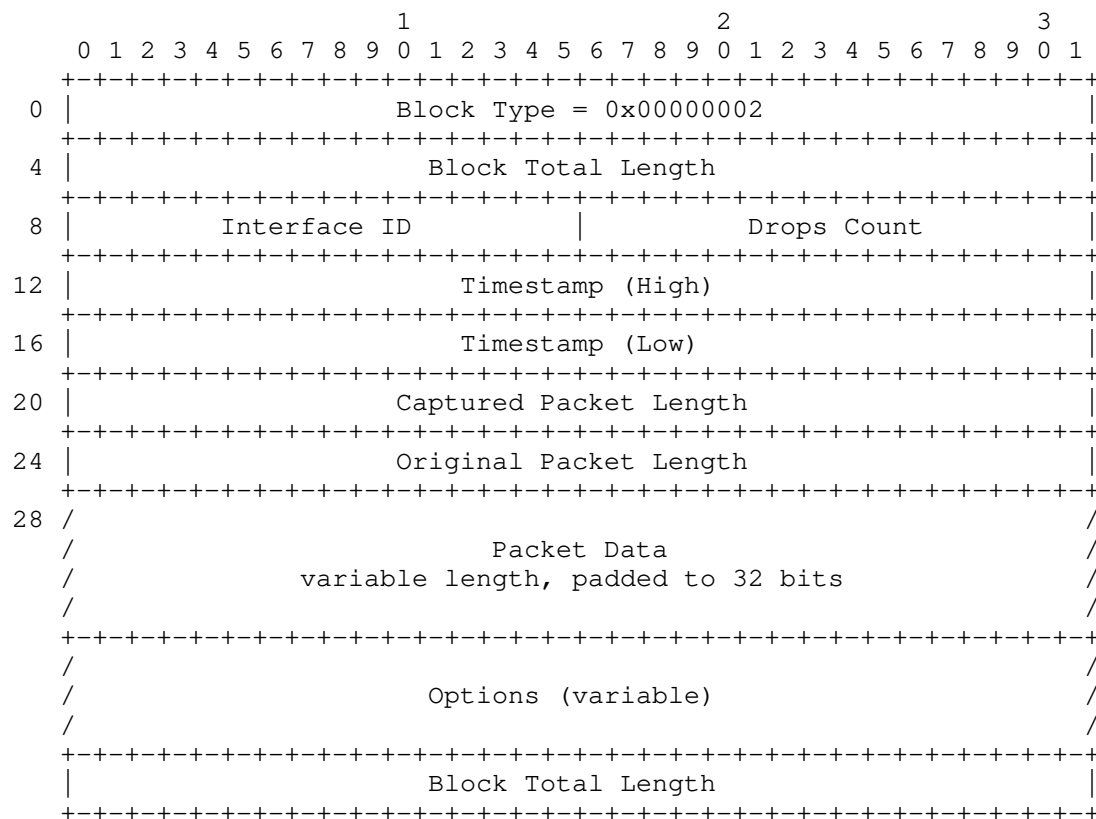 1                   2                   3
    0 1 2 3 4 5 6 7 8 9 0 1 2 3 4 5 6 7 8 9 0 1 2 3 4 5 6 7 8 9 0 1
   +-+-+-+-+-+-+-+-+-+-+-+-+-+-+-+-+-+-+-+-+-+-+-+-+-+-+-+-+-+-+-+-+
 0 |                    Block Type = 0x00000002                    |
   +-+-+-+-+-+-+-+-+-+-+-+-+-+-+-+-+-+-+-+-+-+-+-+-+-+-+-+-+-+-+-+-+
 4 |                      Block Total Length                       |
   +-+-+-+-+-+-+-+-+-+-+-+-+-+-+-+-+-+-+-+-+-+-+-+-+-+-+-+-+-+-+-+-+
 8 |         Interface ID          |          Drops Count          |
   +-+-+-+-+-+-+-+-+-+-+-+-+-+-+-+-+-+-+-+-+-+-+-+-+-+-+-+-+-+-+-+-+
12 |                        Timestamp (High)                       |
   +-+-+-+-+-+-+-+-+-+-+-+-+-+-+-+-+-+-+-+-+-+-+-+-+-+-+-+-+-+-+-+-+
16 |                        Timestamp (Low)                        |
   +-+-+-+-+-+-+-+-+-+-+-+-+-+-+-+-+-+-+-+-+-+-+-+-+-+-+-+-+-+-+-+-+
20 |                    Captured Packet Length                     |
   +-+-+-+-+-+-+-+-+-+-+-+-+-+-+-+-+-+-+-+-+-+-+-+-+-+-+-+-+-+-+-+-+
24 |                    Original Packet Length                     |
   +-+-+-+-+-+-+-+-+-+-+-+-+-+-+-+-+-+-+-+-+-+-+-+-+-+-+-+-+-+-+-+-+
28 /                                                               /
   /                          Packet Data                          /
   /              variable length, padded to 32 bits               /
   /                                                               /
   +-+-+-+-+-+-+-+-+-+-+-+-+-+-+-+-+-+-+-+-+-+-+-+-+-+-+-+-+-+-+-+-+
   /                                                               /
   /                      Options (variable)                       /
   /                                                               /
   +-+-+-+-+-+-+-+-+-+-+-+-+-+-+-+-+-+-+-+-+-+-+-+-+-+-+-+-+-+-+-+-+
   |                      Block Total Length                       |
   +-+-+-+-+-+-+-+-+-+-+-+-+-+-+-+-+-+-+-+-+-+-+-+-+-+-+-+-+-+-+-+-+